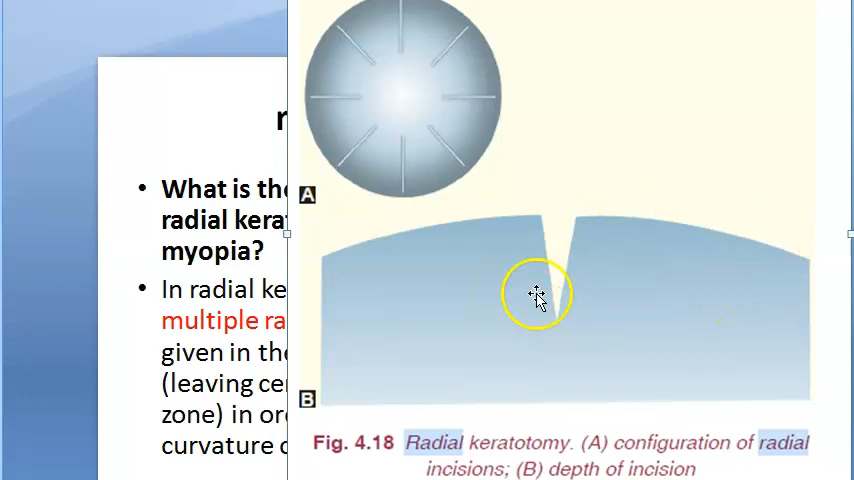 r
• What is the
radial kera
myopia?
• In radial ke
multiple ra
given in the
(leaving ce
zone) in or
curvature
A
B
Fig. 4.18 Radial keratotomy. (A) configuration of radial
incisions; (B) depth of incision